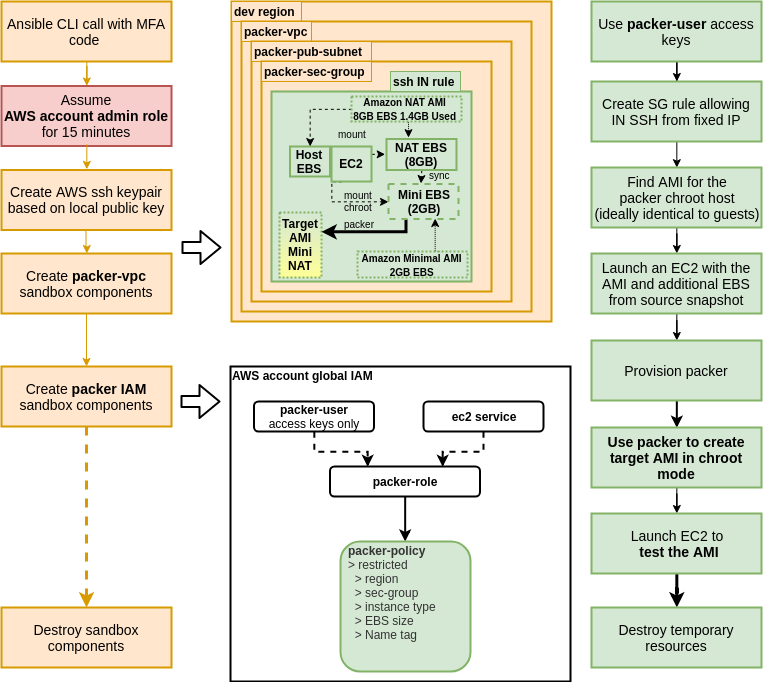 Ansible CLI call with MFA
code
Assume
AWS account admin role
for 15 minutes
Create AWS ssh keypair
based on local public key
Create packer-vpc
sandbox components
Create packer IAM
sandbox components
Destroy sandbox
components
dev region
packer-vpc
packer-pub-subnet
packer-sec-group
ssh IN rule
Amazon NAT AMI
8GB EBS 1.4GB Used
mount
Host
EBS
EC2
NAT EBS
(8GB)
sync
mount
chroot
Mini EBS
(2GB)
packer
Target
AMI
Mini
NAT
Amazon Minimal AMI
2GB EBS
AWS account global IAM
packer-user
access keys only
ec2 service
packer-role
packer-policy
> restricted
> region
> sec-group
> instance type
> EBS size
> Name tag
Use packer-user access
keys
Create SG rule allowing
IN SSH from fixed IP
Find AMI for the
packer chroot host
(ideally identical to guests)
Launch an EC2 with the
AMI and additional EBS
from source snapshot
Provision packer
Use packer to create
target AMI in chroot
mode
Launch EC2 to
test the AMI
Destroy temporary
resources